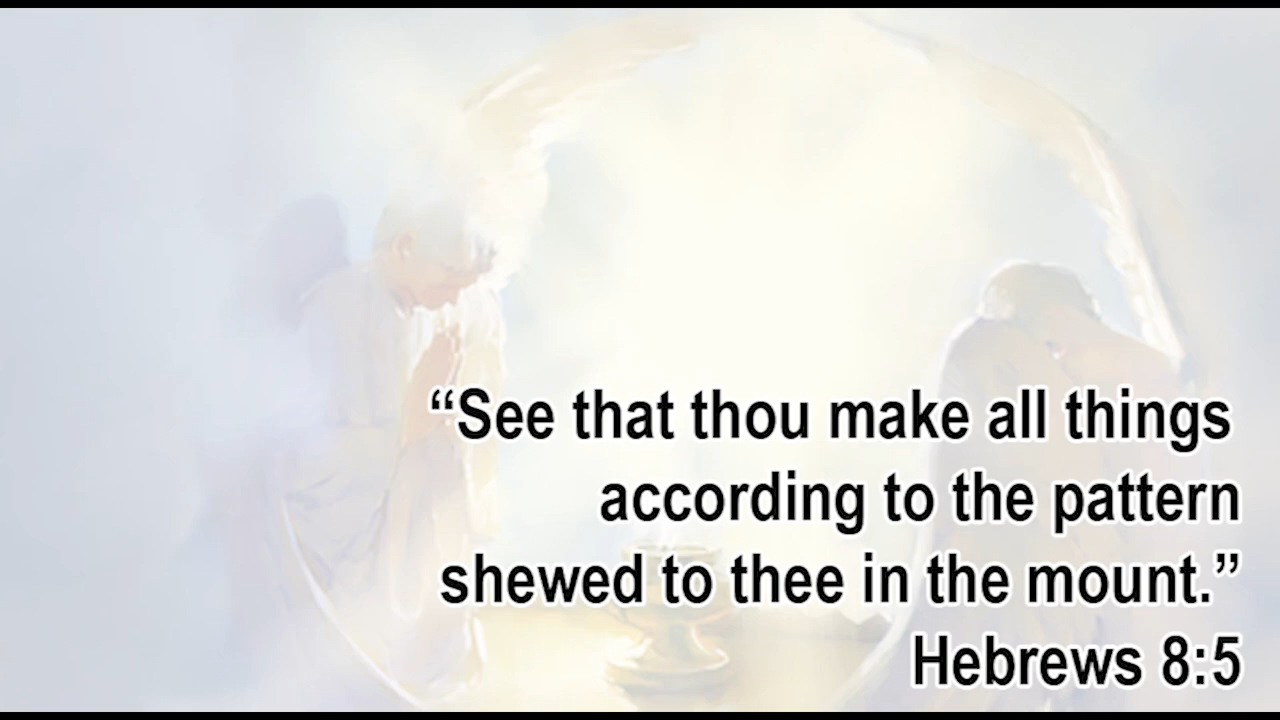 “See that thou make all things
according to the pattern
shewed to thee in the mount.”
Hebrews 8:5